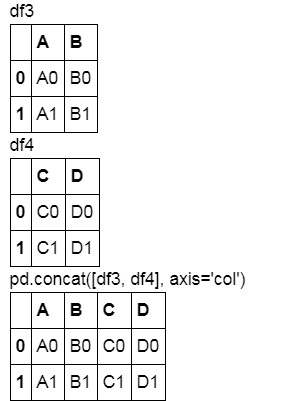 df3
A B
0 A0 B0
1 A1 B1
df4
C D
0 C0 D0
1 C1 D1
pd.concat([df3, df4], axis='col')
A B C D
0 A0 B0 C0 D0
1 A1 B1 C1 D1